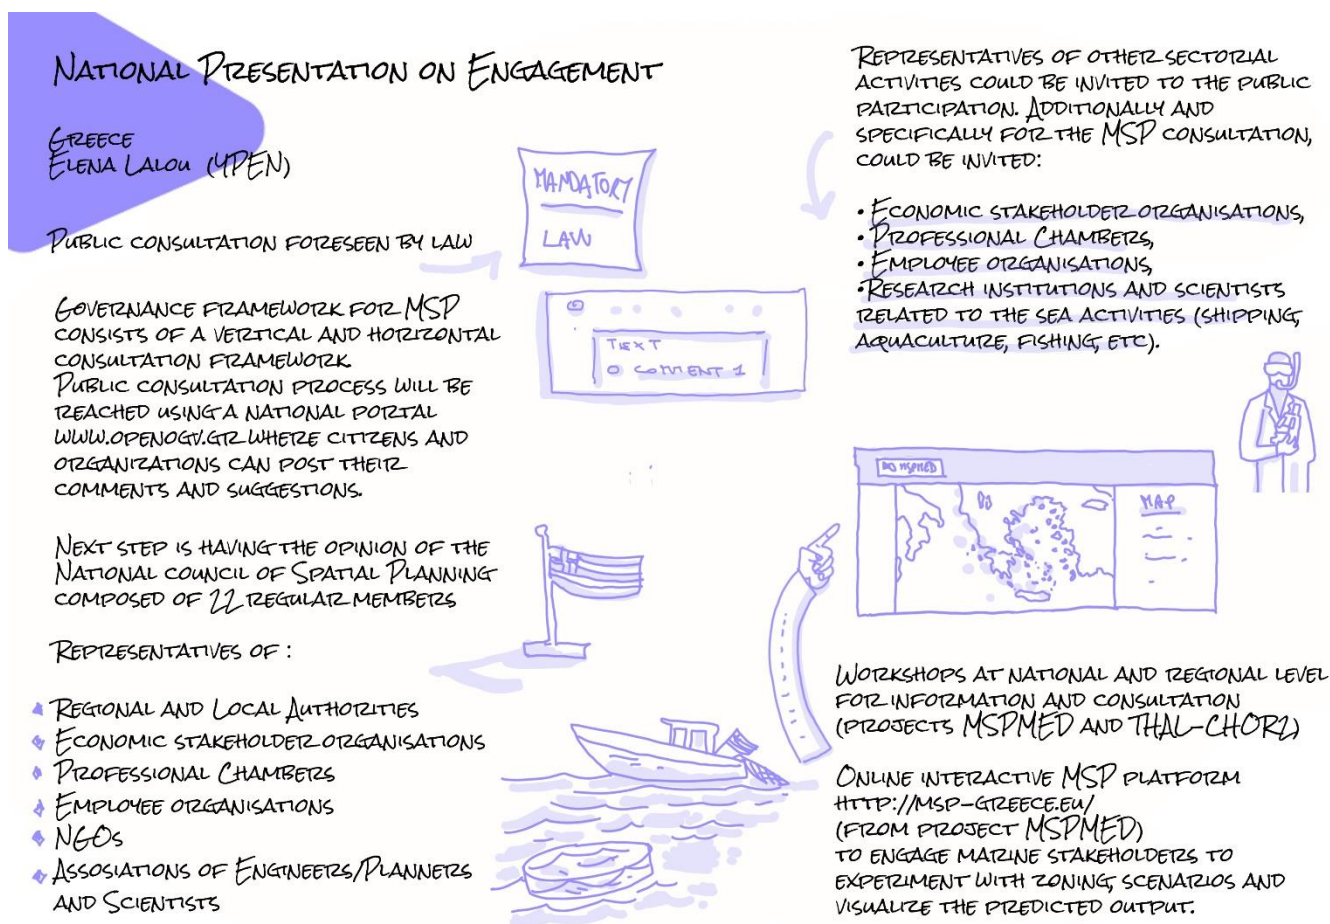 National Presentation on Engagement
Greece
Elena Lalou (YPEN)
Public consultation foreseen by law
MANDATORY
LAW
Governance framework for MSP
consists of a vertical and horizontal
consultation framework
Public consultation process will be
reached using a national portal
www.openogv.gr where citizens and
organizations can post their
comments and suggestions.
TEXT
COMMENT 1
Next step is having the opinion of the
National council of Spatial Planning
composed of 22 regular members
Representatives of :
Regional and Local Authorities
Economic stakeholder organisations
Professional Chambers
Employee organisations
NGOs
Assosiations of Engineers/Planners
and Scientists
Representatives of other sectorial
activities could be invited to the public
participation. Additionally and
specifically for the MSP consultation,
could be invited:
• Economic stakeholder organisations,
• Professional Chambers,
• Employee organisations,
• Research institutions and scientists
related to the sea activities (shipping,
aquaculture, fishing, etc).
MSPMED
MAP
Workshops at national and regional level
for information and consultation
(projects MSPMED and THAL-CHOR2)
Online interactive MSP platform
http://msp-greece.eu/
(from project MSPMED)
to engage marine stakeholders to
experiment with zoning, scenarios and
visualize the predicted output.